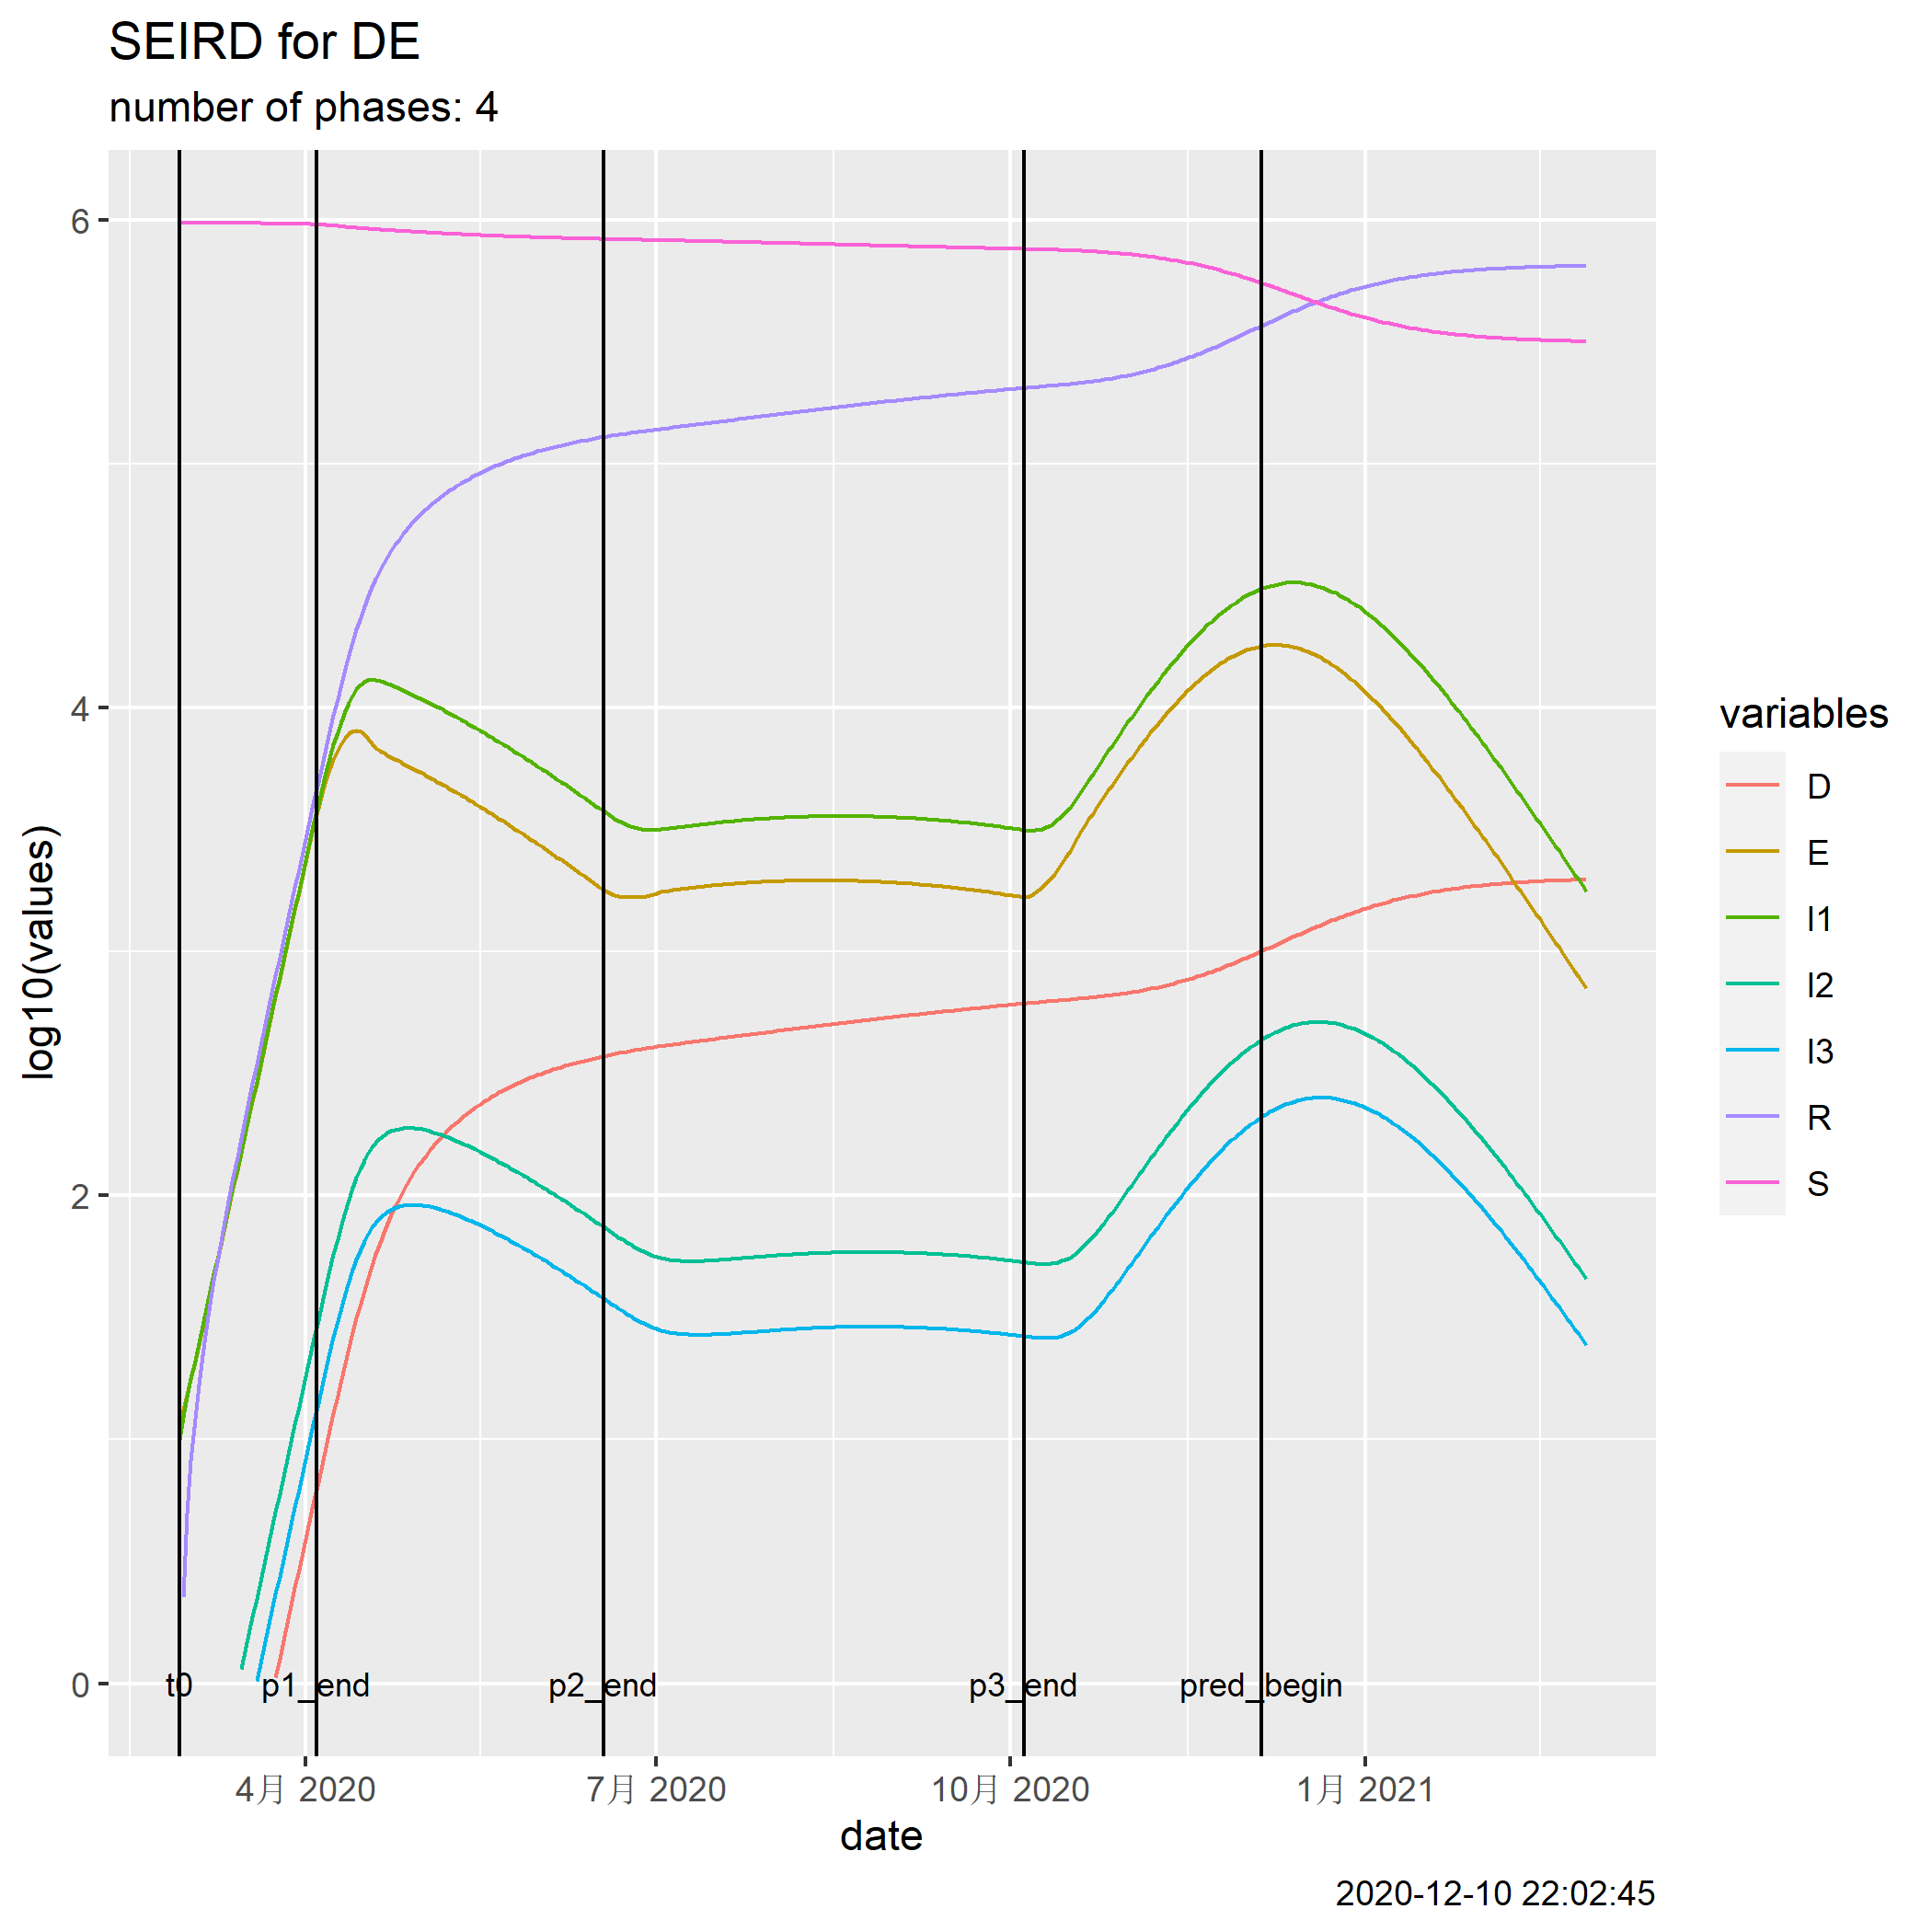 SEIRD for DE
number of phases: 4
6
4
2
0
log10(values)
t0
p1_end
p2_end
p3_end
pred_begin
4月 2020
7月 2020
10月 2020
1月 2021
date
variables
D
E
I1
I2
I3
R
S
2020-12-10 22:02:45